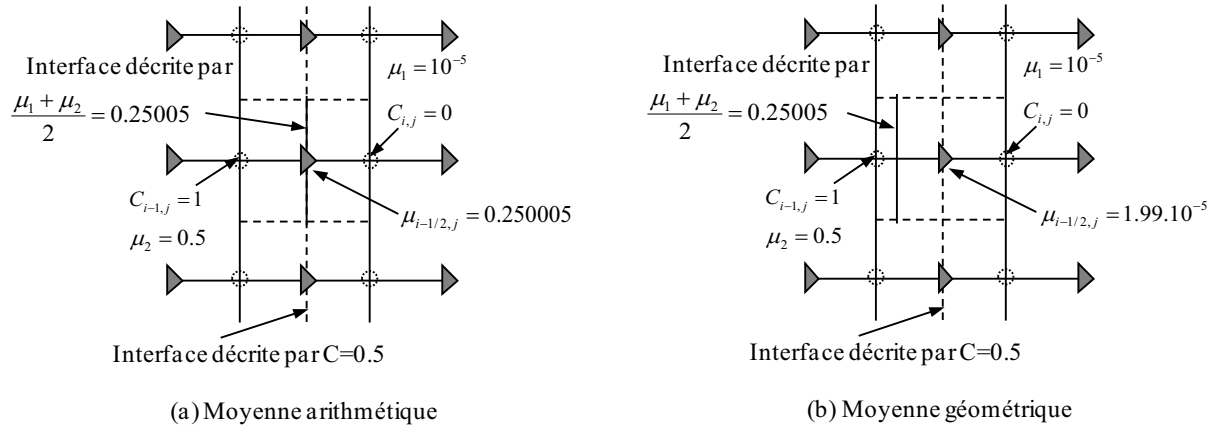 Interface décrite par
μ₁ = 10⁻⁵
(μ₁ + μ₂)/2 = 0.25005
C_{i,j} = 0
C_{i−1,j} = 1
μ_{i−1/2,j} = 0.250005
μ₂ = 0.5
Interface décrite par C=0.5
(a) Moyenne arithmétique
Interface décrite par
μ₁ = 10⁻⁵
(μ₁ + μ₂)/2 = 0.25005
C_{i,j} = 0
C_{i−1,j} = 1
μ_{i−1/2,j} = 1.99.10⁻⁵
μ₂ = 0.5
Interface décrite par C=0.5
(b) Moyenne géométrique